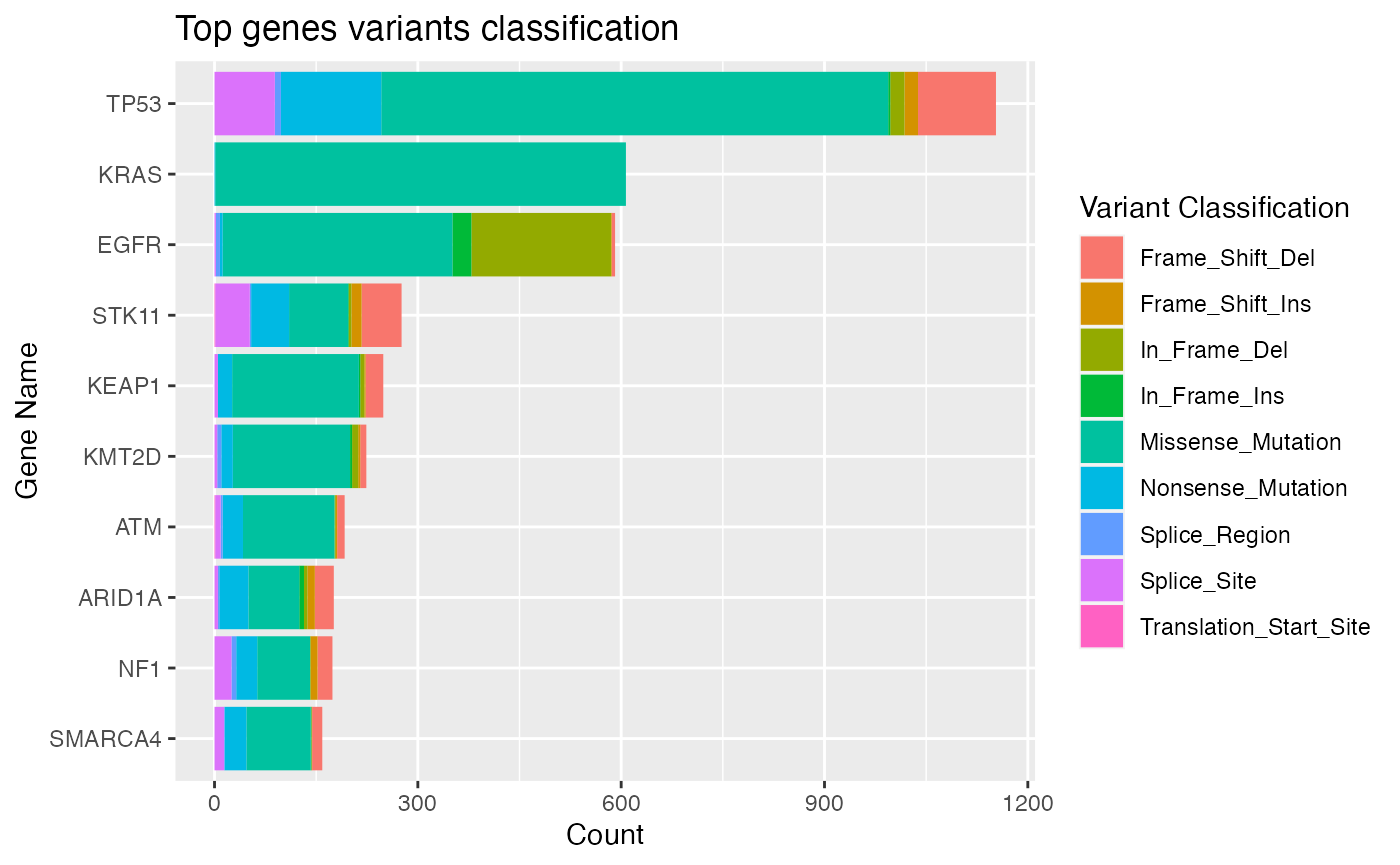 Top genes variants classification
TP53
KRAS
EGFR
STK11
KEAP1
KMT2D
ATM
ARID1A
NF1
SMARCA4
Gene Name
0 300 600 900 1200
Count
Variant Classification
Frame_Shift_Del
Frame_Shift_Ins
In_Frame_Del
In_Frame_Ins
Missense_Mutation
Nonsense_Mutation
Splice_Region
Splice_Site
Translation_Start_Site